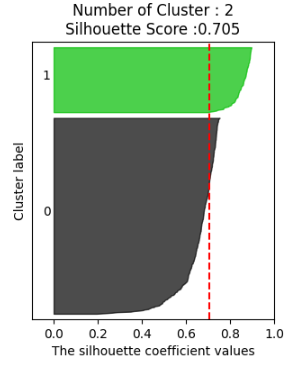 Number of Cluster : 2
Silhouette Score :0.705
1
0
Cluster label
0.0 0.2 0.4 0.6 0.8 1.0
The silhouette coefficient values